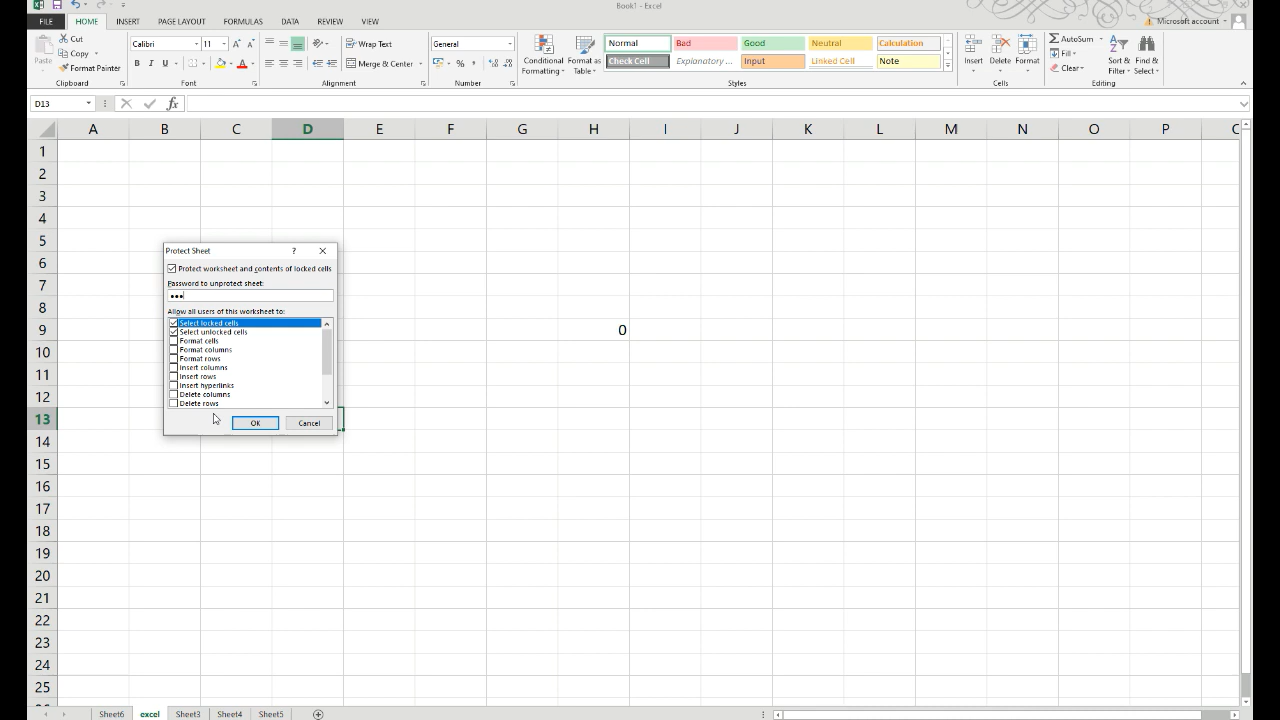 Book1 - Excel
FILE HOME INSERT PAGE LAYOUT FORMULAS DATA REVIEW VIEW Microsoft account
Paste Cut Copy Format Painter Clipboard
Calibri 11 B I U Font
Wrap Text Merge & Center Alignment
General % Number
Conditional Formatting Format as Table
Normal Bad Good Neutral Calculation
Check Cell Explanatory ... Input Linked Cell Note
Styles
Insert Delete Format Cells
AutoSum Fill Clear Sort & Filter Find & Select Editing
D13 fx
A B C D E F G H I J K L M N O P
1
2
3
4
5
6
7
8
9 0
10
11
12
13
14
15
16
17
18
19
20
21
22
23
24
25
Protect Sheet ?
Protect worksheet and contents of locked cells
Password to unprotect sheet:
•••
Allow all users of this worksheet to:
Select locked cells
Select unlocked cells
Format cells
Format columns
Format rows
Insert columns
Insert rows
Insert hyperlinks
Delete columns
Delete rows
OK Cancel
Sheet6 excel Sheet3 Sheet4 Sheet5